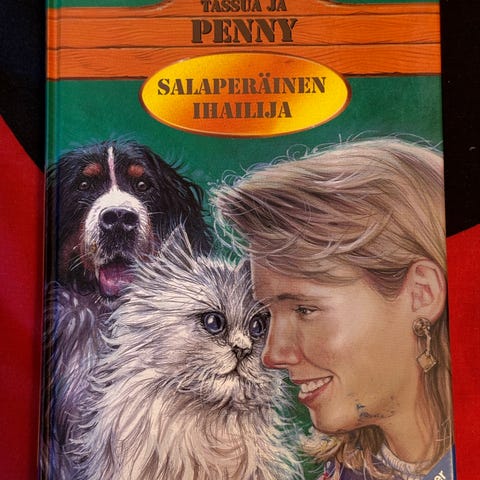 TASSUA JA
PENNY
SALAPERÄINEN
IHAILIJA